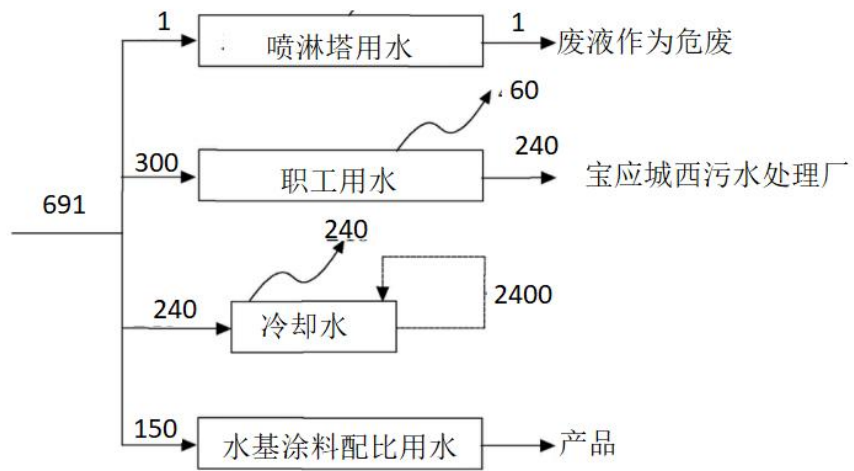 1
喷淋塔用水
1
废液作为危废
60
300
职工用水
240
宝应城西污水处理厂
691
240
240
冷却水
2400
150
水基涂料配比用水
产品